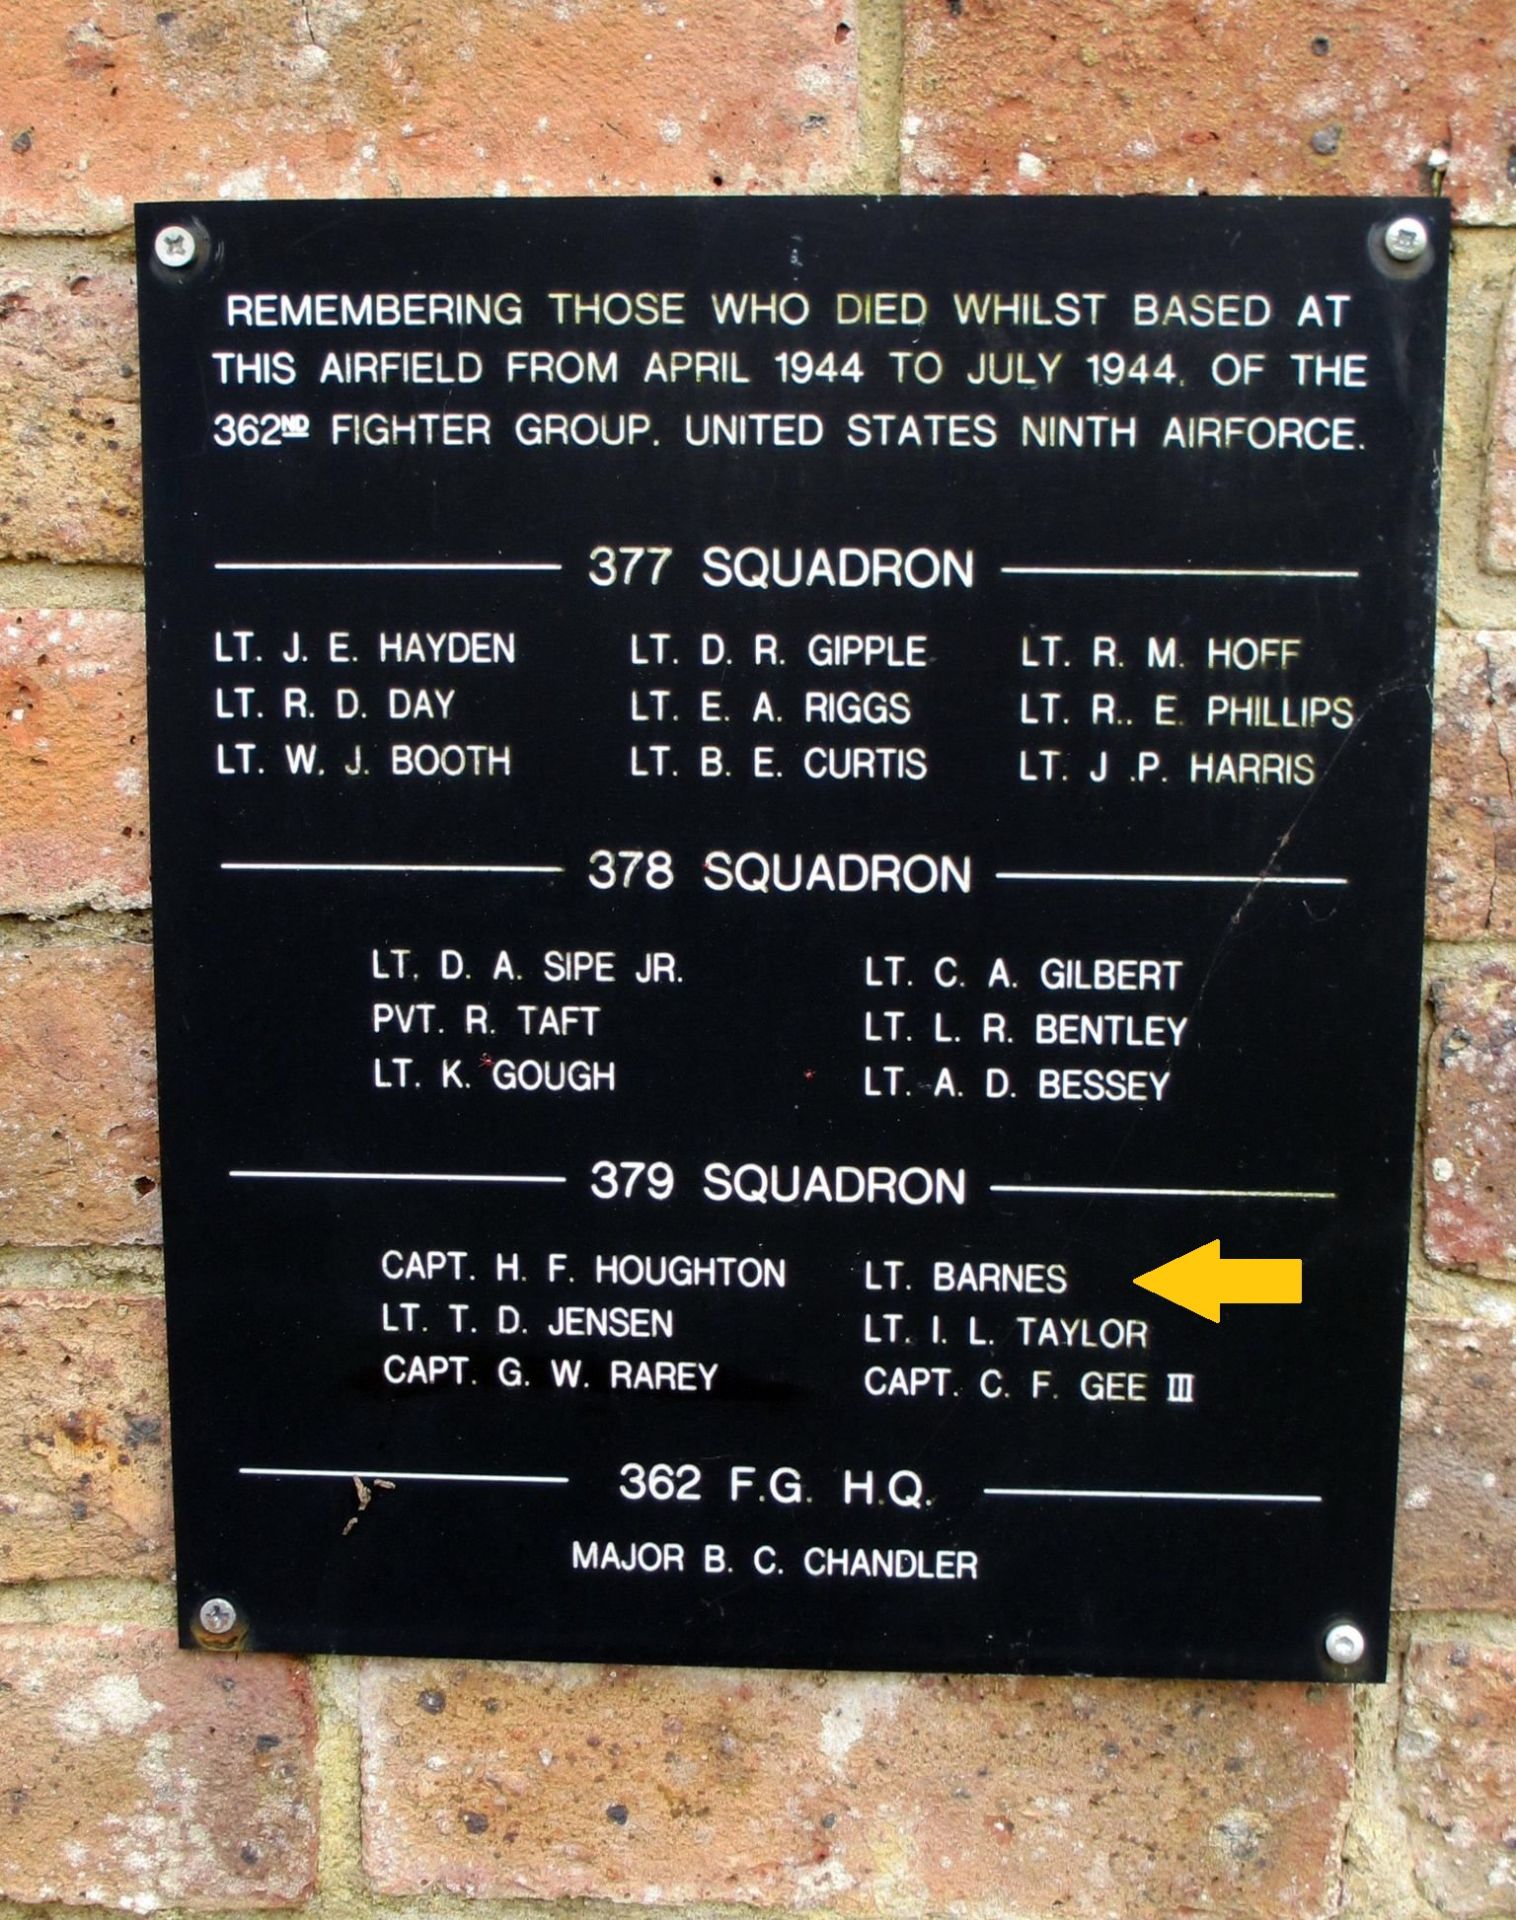 REMEMBERING THOSE WHO DIED WHILST BASED AT
THIS AIRFIELD FROM APRIL 1944 TO JULY 1944. OF THE
362ND FIGHTER GROUP. UNITED STATES NINTH AIRFORCE.
377 SQUADRON
LT. J. E. HAYDEN LT. D. R. GIPPLE LT. R. M. HOFF
LT. R. D. DAY LT. E. A. RIGGS LT. R.. E. PHILLIPS
LT. W. J. BOOTH LT. B. E. CURTIS LT. J .P. HARRIS
378 SQUADRON
LT. D. A. SIPE JR. LT. C. A. GILBERT
PVT. R. TAFT LT. L. R. BENTLEY
LT. K. GOUGH LT. A. D. BESSEY
379 SQUADRON
CAPT. H. F. HOUGHTON LT. BARNES
LT. T. D. JENSEN LT. I. L. TAYLOR
CAPT. G. W. RAREY CAPT. C. F. GEE III
362 F.G. H.Q.
MAJOR B. C. CHANDLER